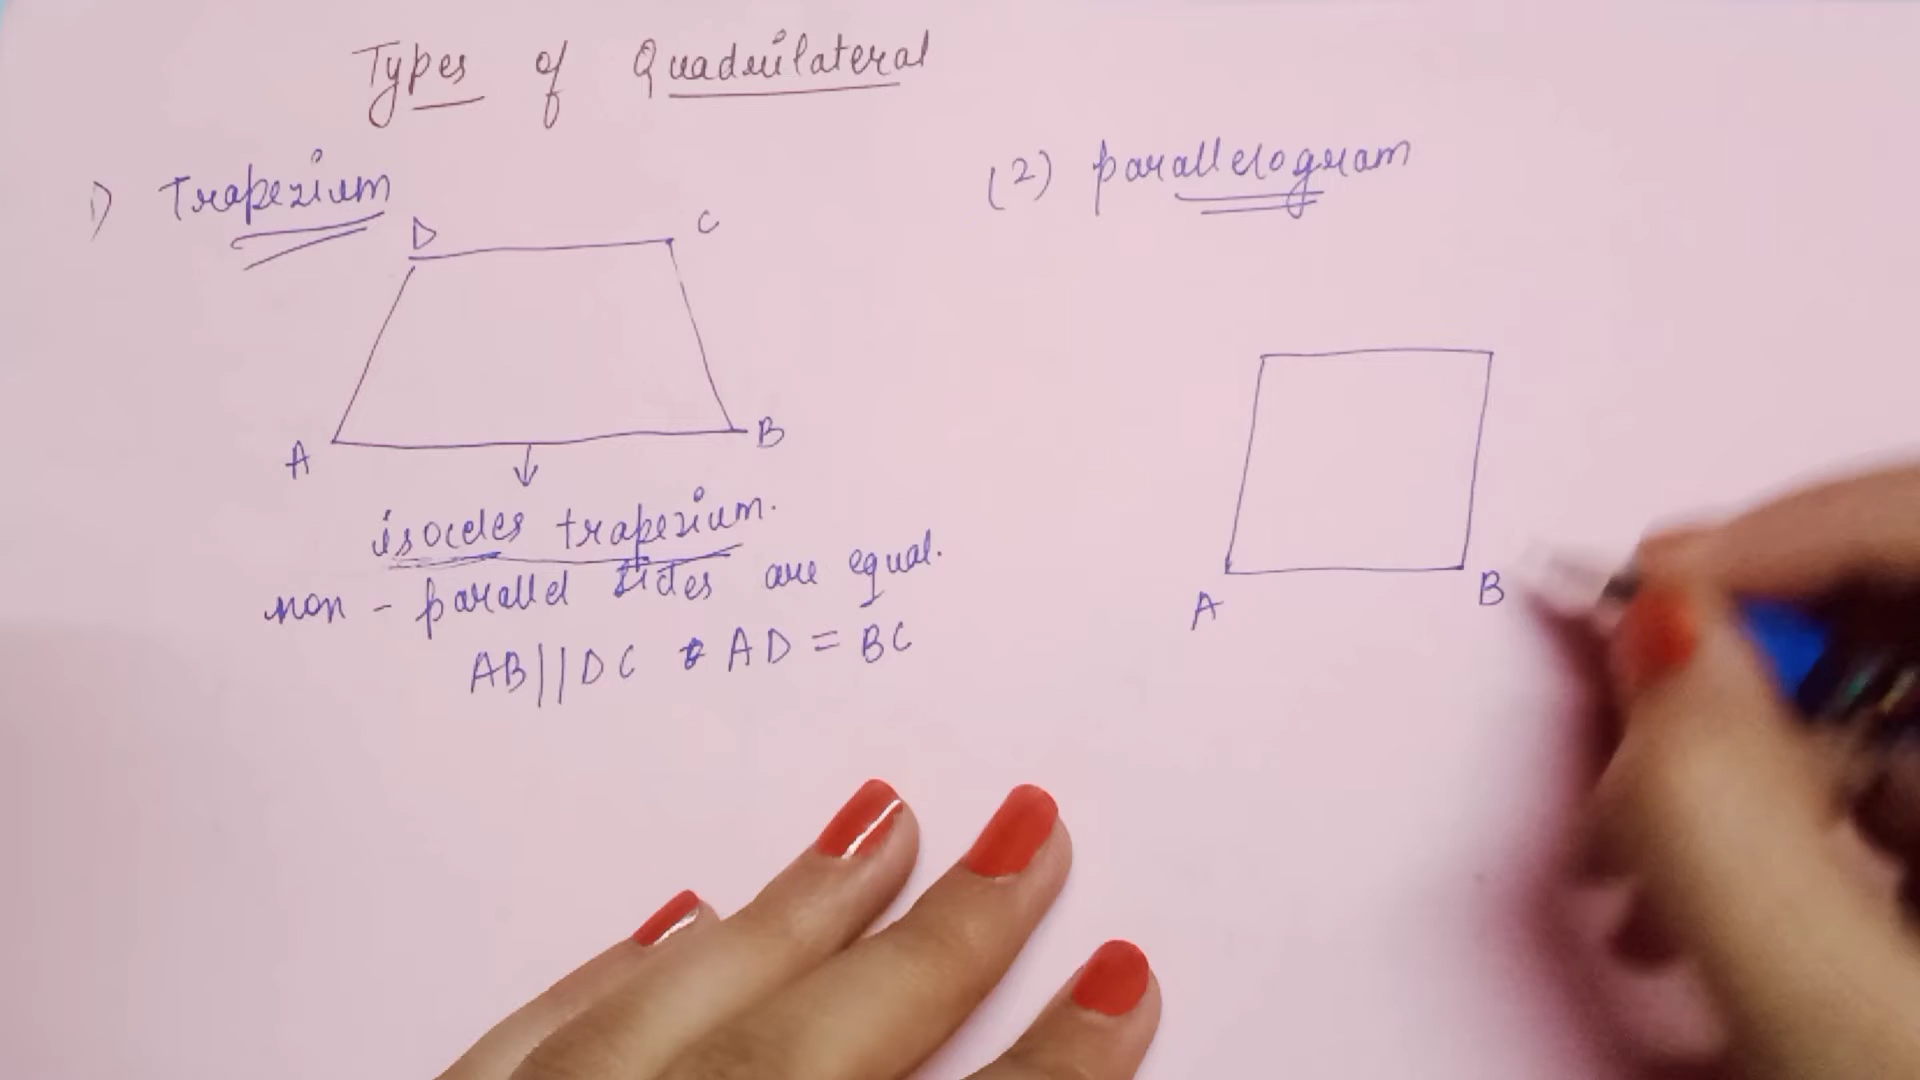 Types of Quadrilateral
1) Trapezium
D C
A B
isoceles trapezium.
non - parallel sides are equal.
AB||DC & AD = BC
(2) parallelogram
A B